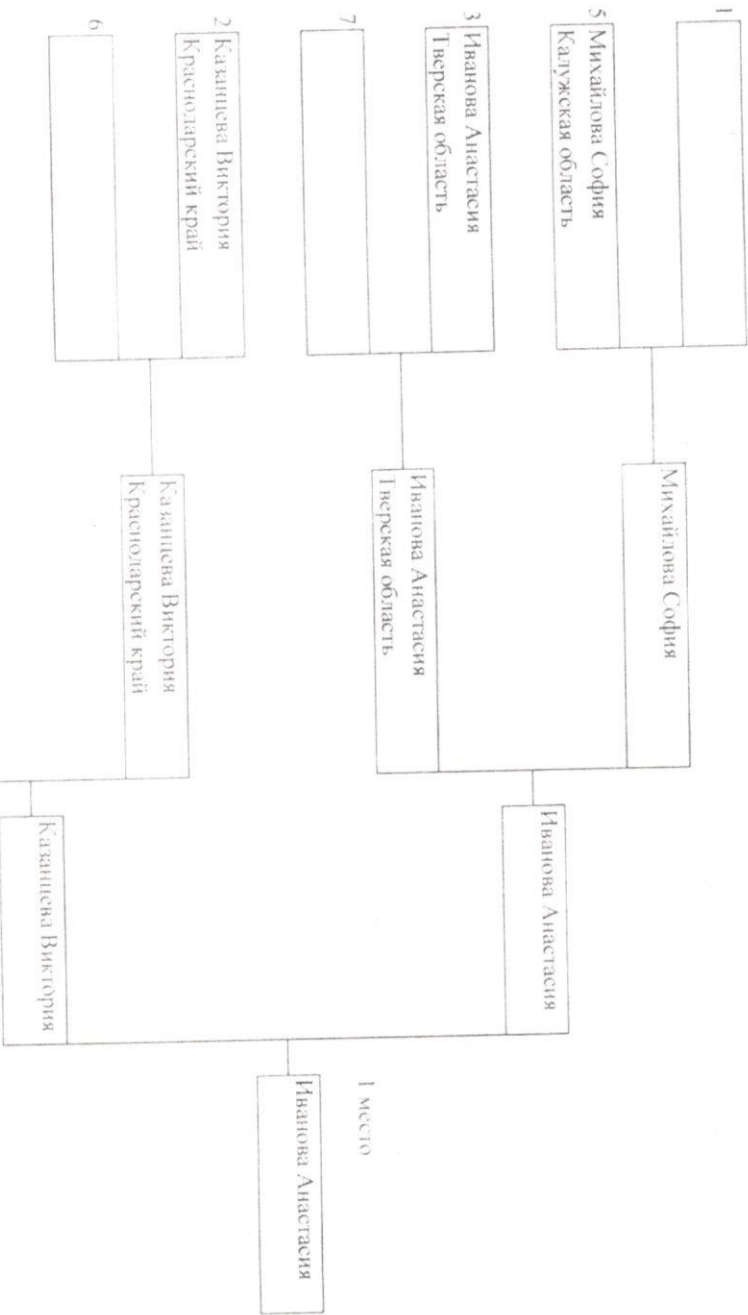 1
5 Михайлова София
Калужская область
3 Иванова Анастасия
Тверская область
7
2 Казанцева Виктория
Краснодарский край
6
Михайлова София
Иванова Анастасия
Тверская область
Казанцева Виктория
Краснодарский край
Иванова Анастасия
Казанцева Виктория
1 место
Иванова Анастасия